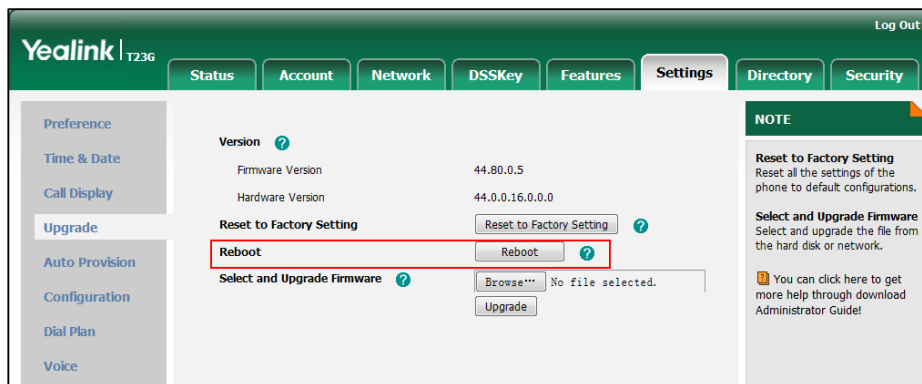 Log Out
Yealink | T23G
Status Account Network DSSKey Features Settings Directory Security
Preference
Time & Date
Call Display
Upgrade
Auto Provision
Configuration
Dial Plan
Voice
Version ?
Firmware Version 44.80.0.5
Hardware Version 44.0.0.16.0.0.0
Reset to Factory Setting Reset to Factory Setting ?
Reboot Reboot ?
Select and Upgrade Firmware ? Browse... No file selected.
Upgrade
NOTE
Reset to Factory Setting
Reset all the settings of the
phone to default configurations.
Select and Upgrade Firmware
Select and upgrade the file from
the hard disk or network.
? You can click here to get
more help through download
Administrator Guide!